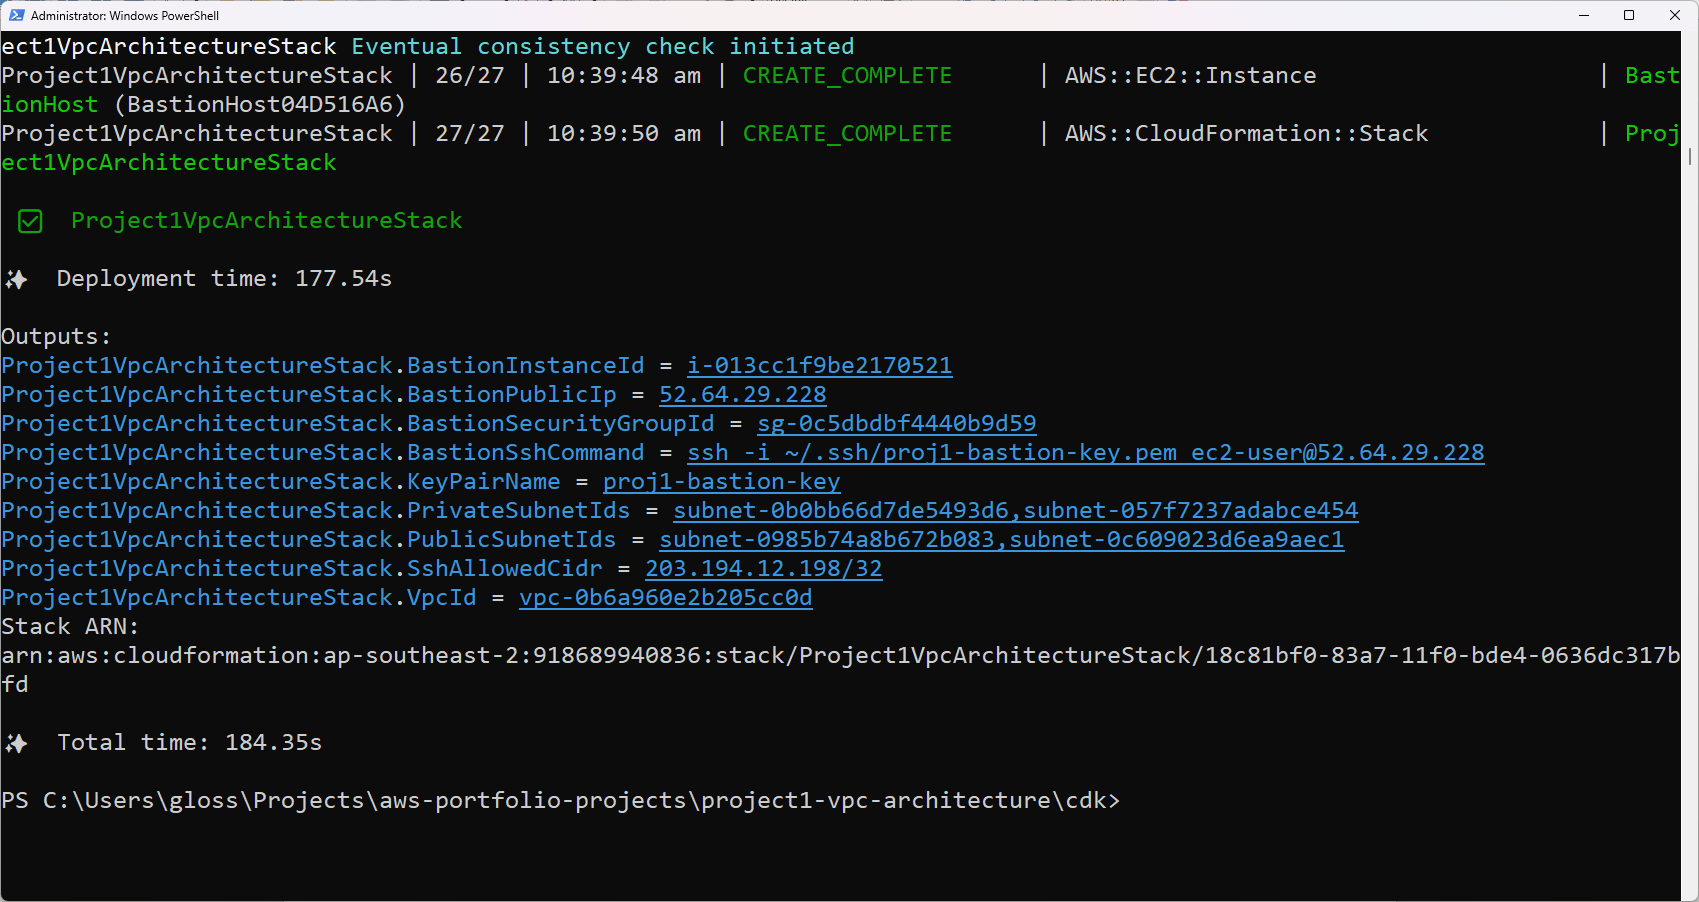 Administrator: Windows PowerShell
ect1VpcArchitectureStack Eventual consistency check initiated
Project1VpcArchitectureStack | 26/27 | 10:39:48 am | CREATE_COMPLETE | AWS::EC2::Instance | Bast
ionHost (BastionHost04D516A6)
Project1VpcArchitectureStack | 27/27 | 10:39:50 am | CREATE_COMPLETE | AWS::CloudFormation::Stack | Proj
ect1VpcArchitectureStack
Project1VpcArchitectureStack
Deployment time: 177.54s
Outputs:
Project1VpcArchitectureStack.BastionInstanceId = i-013cc1f9be2170521
Project1VpcArchitectureStack.BastionPublicIp = 52.64.29.228
Project1VpcArchitectureStack.BastionSecurityGroupId = sg-0c5dbdbf4440b9d59
Project1VpcArchitectureStack.BastionSshCommand = ssh -i ~/.ssh/proj1-bastion-key.pem ec2-user@52.64.29.228
Project1VpcArchitectureStack.KeyPairName = proj1-bastion-key
Project1VpcArchitectureStack.PrivateSubnetIds = subnet-0b0bb66d7de5493d6,subnet-057f7237adabce454
Project1VpcArchitectureStack.PublicSubnetIds = subnet-0985b74a8b672b083,subnet-0c609023d6ea9aec1
Project1VpcArchitectureStack.SshAllowedCidr = 203.194.12.198/32
Project1VpcArchitectureStack.VpcId = vpc-0b6a960e2b205cc0d
Stack ARN:
arn:aws:cloudformation:ap-southeast-2:918689940836:stack/Project1VpcArchitectureStack/18c81bf0-83a7-11f0-bde4-0636dc317b
fd
Total time: 184.35s
PS C:\Users\gloss\Projects\aws-portfolio-projects\project1-vpc-architecture\cdk>